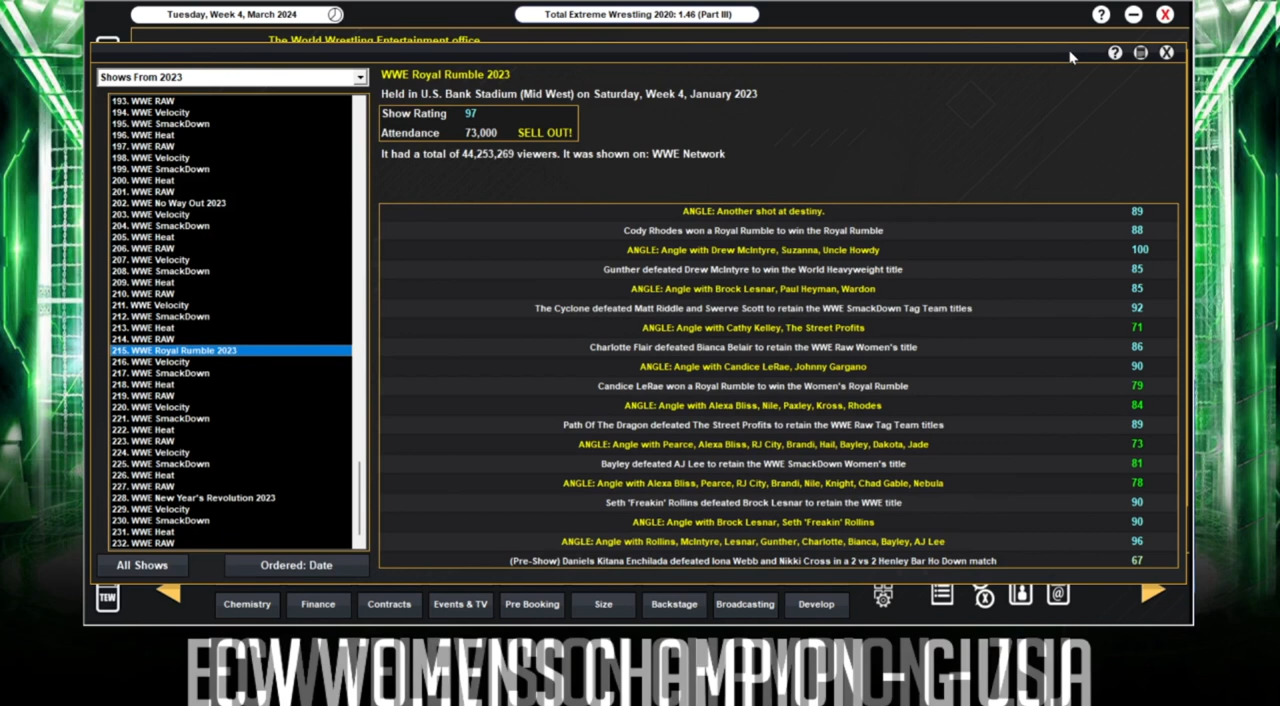 Tuesday, Week 4, March 2024
Total Extreme Wrestling 2020: 1.46 (Part III)
?
X
The World Wrestling Entertainment office
?
X
Shows From 2023
193. WWE RAW
194. WWE Velocity
195. WWE SmackDown
196. WWE Heat
197. WWE RAW
198. WWE Velocity
199. WWE SmackDown
200. WWE Heat
201. WWE RAW
202. WWE No Way Out 2023
203. WWE Velocity
204. WWE SmackDown
205. WWE Heat
206. WWE RAW
207. WWE Velocity
208. WWE SmackDown
209. WWE Heat
210. WWE RAW
211. WWE Velocity
212. WWE SmackDown
213. WWE Heat
214. WWE RAW
215. WWE Royal Rumble 2023
216. WWE Velocity
217. WWE SmackDown
218. WWE Heat
219. WWE RAW
220. WWE Velocity
221. WWE SmackDown
222. WWE Heat
223. WWE RAW
224. WWE Velocity
225. WWE SmackDown
226. WWE Heat
227. WWE RAW
228. WWE New Year's Revolution 2023
229. WWE Velocity
230. WWE SmackDown
231. WWE Heat
232. WWE RAW
All Shows
Ordered: Date
WWE Royal Rumble 2023
Held in U.S. Bank Stadium (Mid West) on Saturday, Week 4, January 2023
Show Rating 97
Attendance 73,000 SELL OUT!
It had a total of 44,253,269 viewers. It was shown on: WWE Network
ANGLE: Another shot at destiny. 89
Cody Rhodes won a Royal Rumble to win the Royal Rumble 88
ANGLE: Angle with Drew McIntyre, Suzanna, Uncle Howdy 100
Gunther defeated Drew McIntyre to win the World Heavyweight title 85
ANGLE: Angle with Brock Lesnar, Paul Heyman, Wardon 85
The Cyclone defeated Matt Riddle and Swerve Scott to retain the WWE SmackDown Tag Team titles 92
ANGLE: Angle with Cathy Kelley, The Street Profits 71
Charlotte Flair defeated Bianca Belair to retain the WWE Raw Women's title 86
ANGLE: Angle with Candice LeRae, Johnny Gargano 90
Candice LeRae won a Royal Rumble to win the Women's Royal Rumble 79
ANGLE: Angle with Alexa Bliss, Nile, Paxley, Kross, Rhodes 84
Path Of The Dragon defeated The Street Profits to retain the WWE Raw Tag Team titles 89
ANGLE: Angle with Pearce, Alexa Bliss, RJ City, Brandi, Hail, Bayley, Dakota, Jade 73
Bayley defeated AJ Lee to retain the WWE SmackDown Women's title 81
ANGLE: Angle with Alexa Bliss, Pearce, RJ City, Brandi, Nile, Knight, Chad Gable, Nebula 78
Seth 'Freakin' Rollins defeated Brock Lesnar to retain the WWE title 90
ANGLE: Angle with Brock Lesnar, Seth 'Freakin' Rollins 90
ANGLE: Angle with Rollins, McIntyre, Lesnar, Gunther, Charlotte, Bianca, Bayley, AJ Lee 96
(Pre-Show) Daniels Kitana Enchilada defeated Iona Webb and Nikki Cross in a 2 vs 2 Henley Bar Ho Down match 67
TEW
Chemistry
Finance
Contracts
Events & TV
Pre Booking
Size
Backstage
Broadcasting
Develop